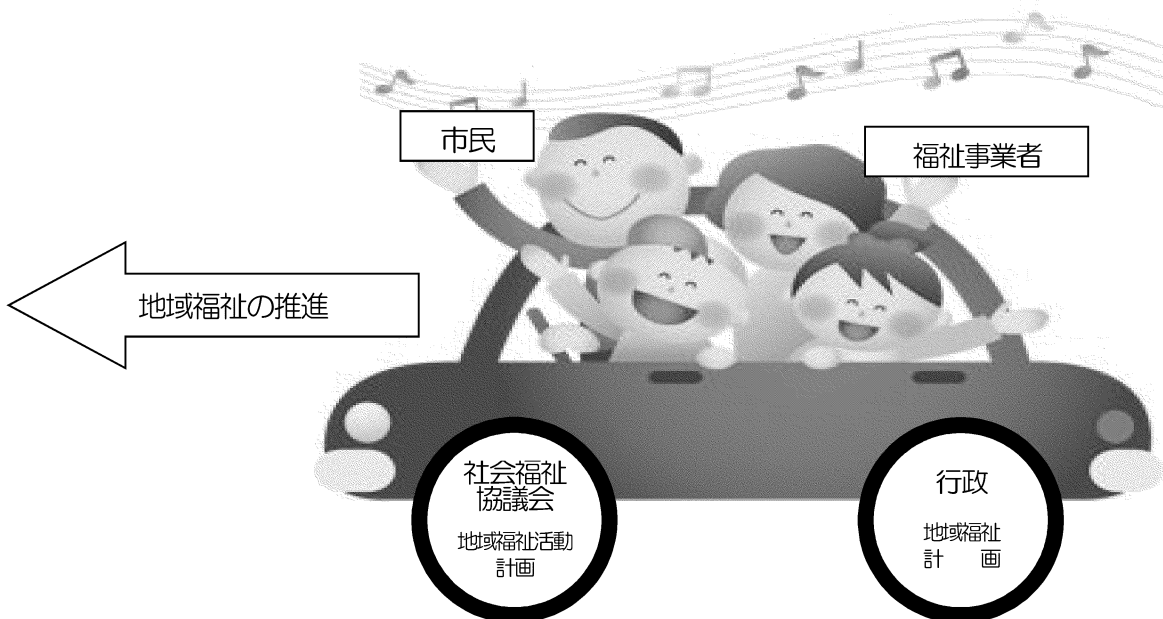 市民
福祉事業者
地域福祉の推進
社会福祉
協議会
地域福祉活動
計画
行政
地域福祉
計　　画